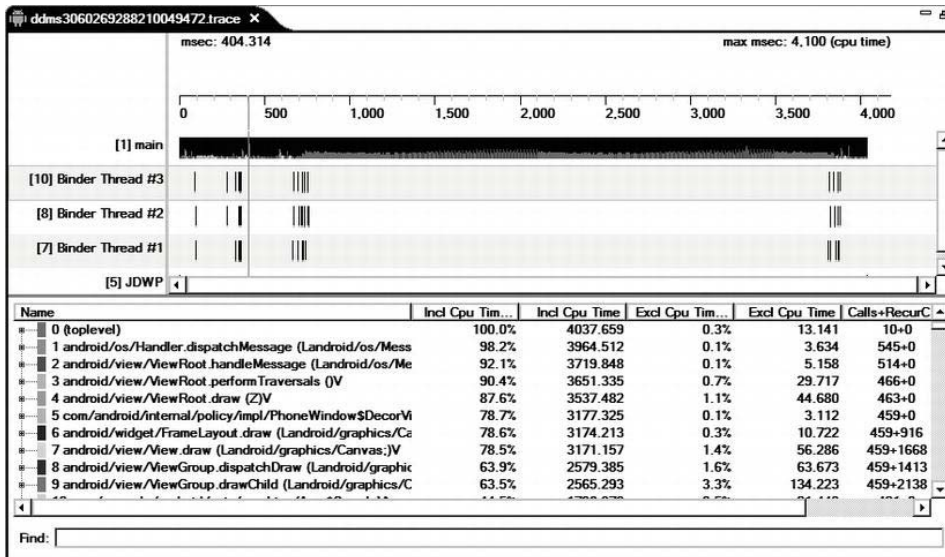 ddms3060269288210049472.trace
msec: 404.314 max msec: 4,100 (cpu time)
0 500 1,000 1,500 2,000 2,500 3,000 3,500 4,000
[1] main
[10] Binder Thread #3
[8] Binder Thread #2
[7] Binder Thread #1
[5] JDWP
Name Incl Cpu Tim... Incl Cpu Time Excl Cpu Tim... Excl Cpu Time Calls+RecurC
0 (toplevel) 100.0% 4037.659 0.3% 13.141 10+0
1 android/os/Handler.dispatchMessage (Landroid/os/Mess 98.2% 3964.512 0.1% 3.634 545+0
2 android/view/ViewRoot.handleMessage (Landroid/os/Me 92.1% 3719.848 0.1% 5.158 514+0
3 android/view/ViewRoot.performTraversals ()V 90.4% 3651.335 0.7% 29.717 466+0
4 android/view/ViewRoot.draw (Z)V 87.6% 3537.482 1.1% 44.680 463+0
5 com/android/internal/policy/impl/PhoneWindow$DecorVi 78.7% 3177.325 0.1% 3.112 459+0
6 android/widget/FrameLayout.draw (Landroid/graphics/Ca 78.6% 3174.213 0.3% 10.722 459+916
7 android/view/View.draw (Landroid/graphics/Canvas;)V 78.5% 3171.157 1.4% 56.286 459+1668
8 android/view/ViewGroup.dispatchDraw (Landroid/graphic 63.9% 2579.385 1.6% 63.673 459+1413
9 android/view/ViewGroup.drawChild (Landroid/graphics/C 63.5% 2565.293 3.3% 134.223 459+2138
Find: